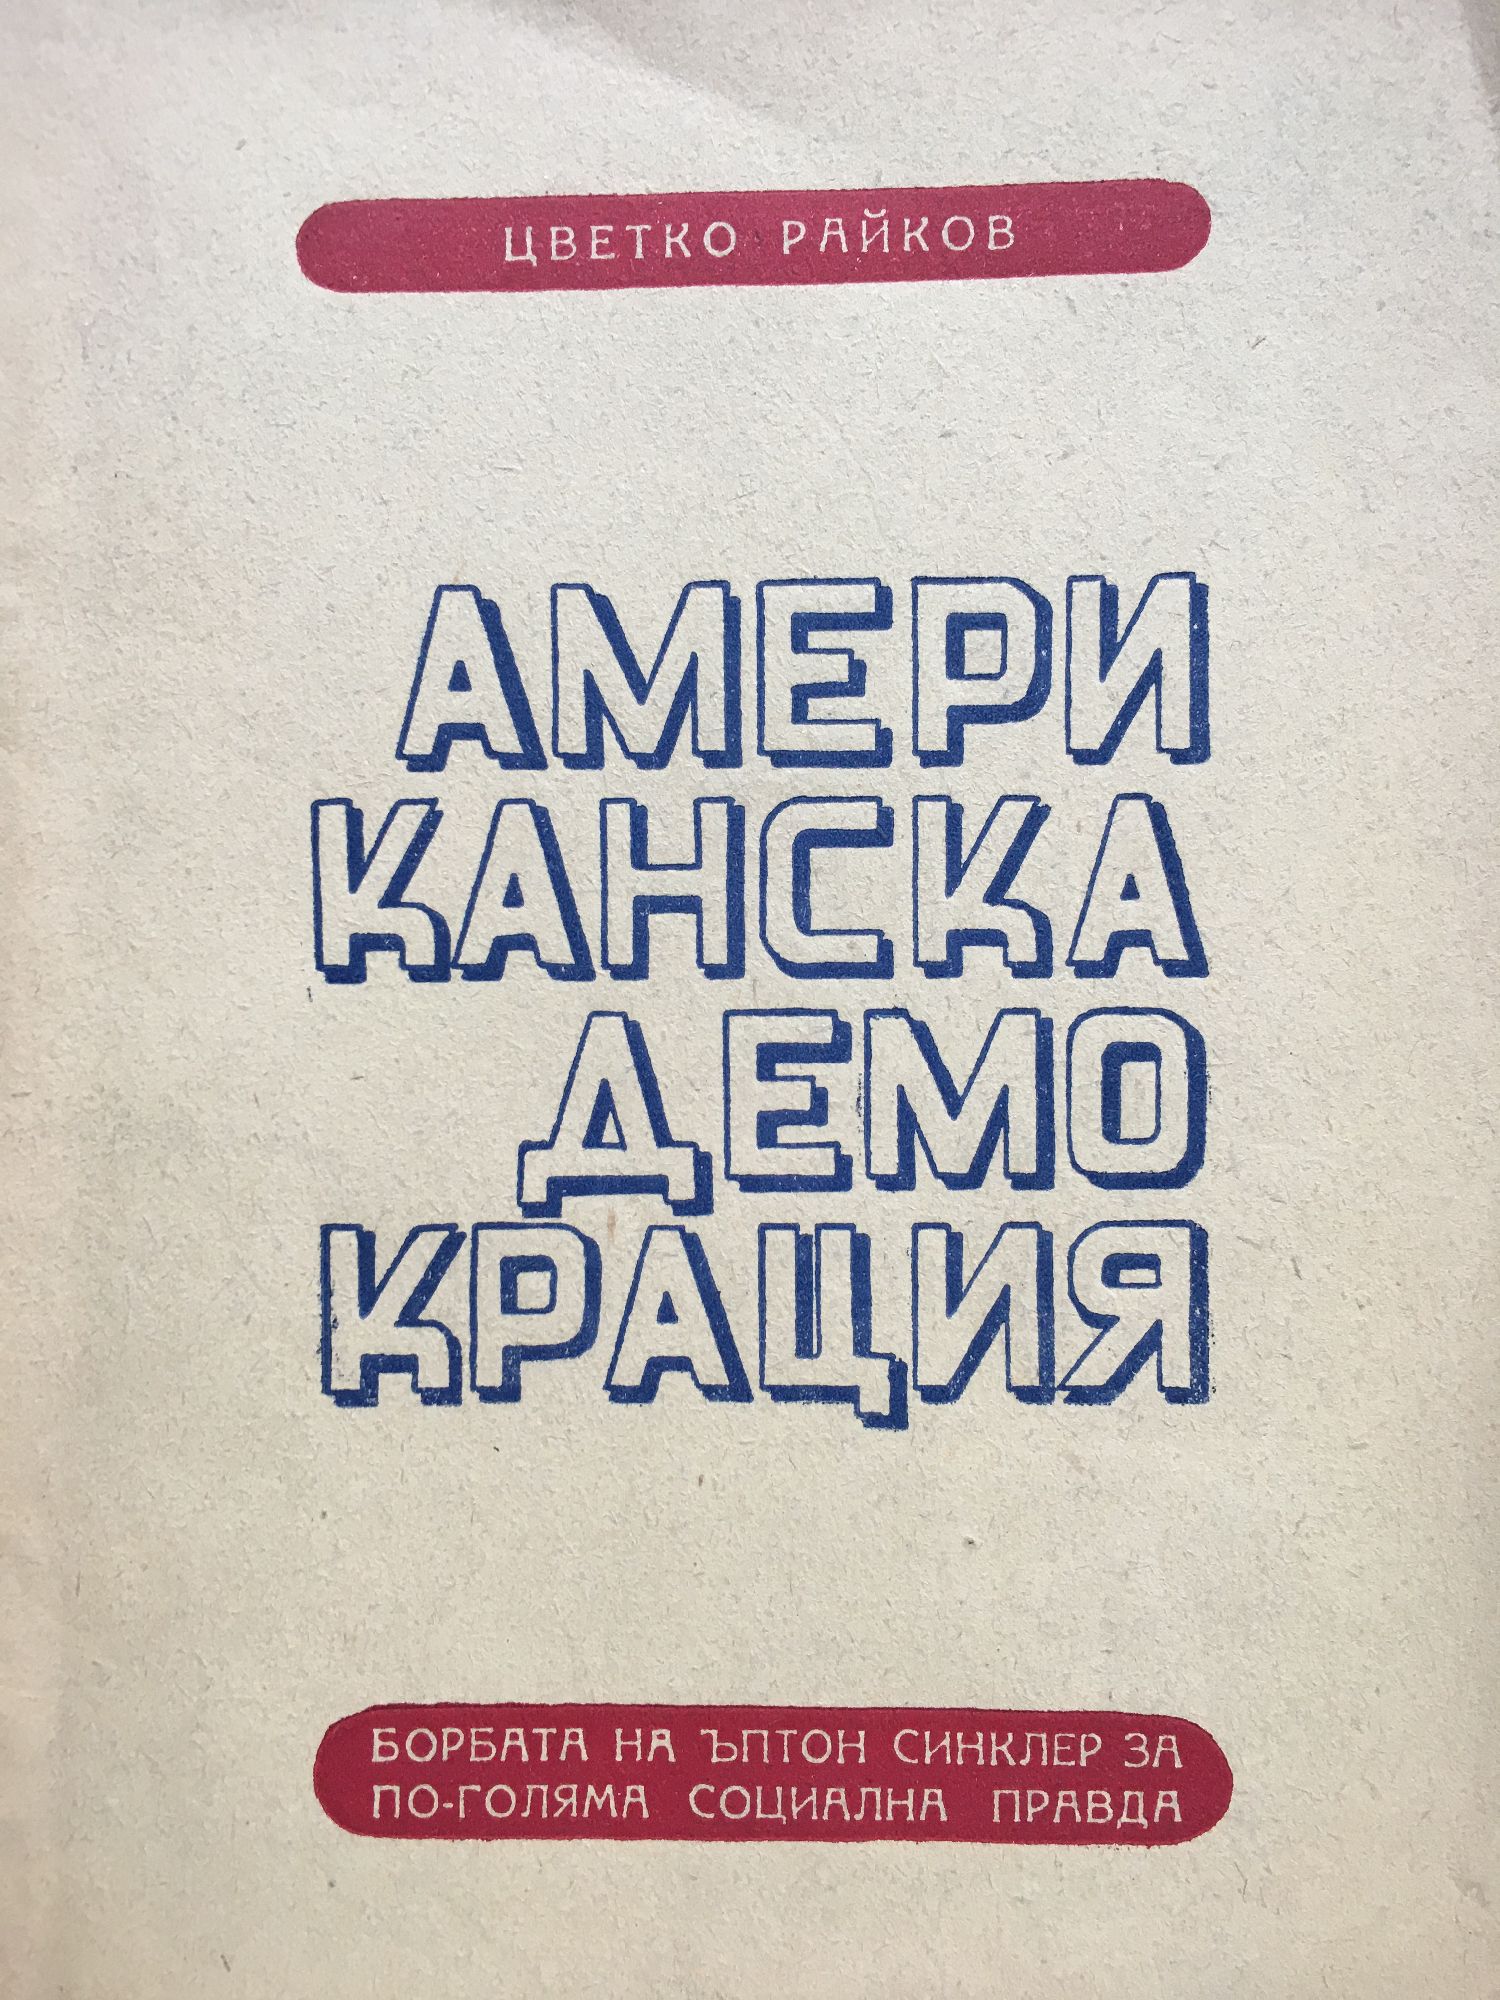 ЦВЕТКО РАЙКОВ
АМЕРИ
КАНСКА
ДЕМО
КРАЦИЯ
БОРБАТА НА ЪПТОН СИНКЛЕР ЗА
ПО-ГОЛЯМА СОЦИАЛНА ПРАВДА